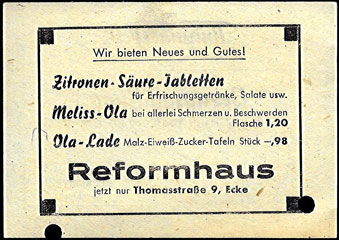 Wir bieten Neues und Gutes!
Zitronen-Säure-Tabletten
für Erfrischungsgetränke, Salate usw.
Meliss-Ola bei allerlei Schmerzen u. Beschwerden
Flasche 1,20
Ola-Lade Malz-Eiweiß-Zucker-Tafeln Stück –,98
Reformhaus
jetzt nur Thomasstraße 9, Ecke